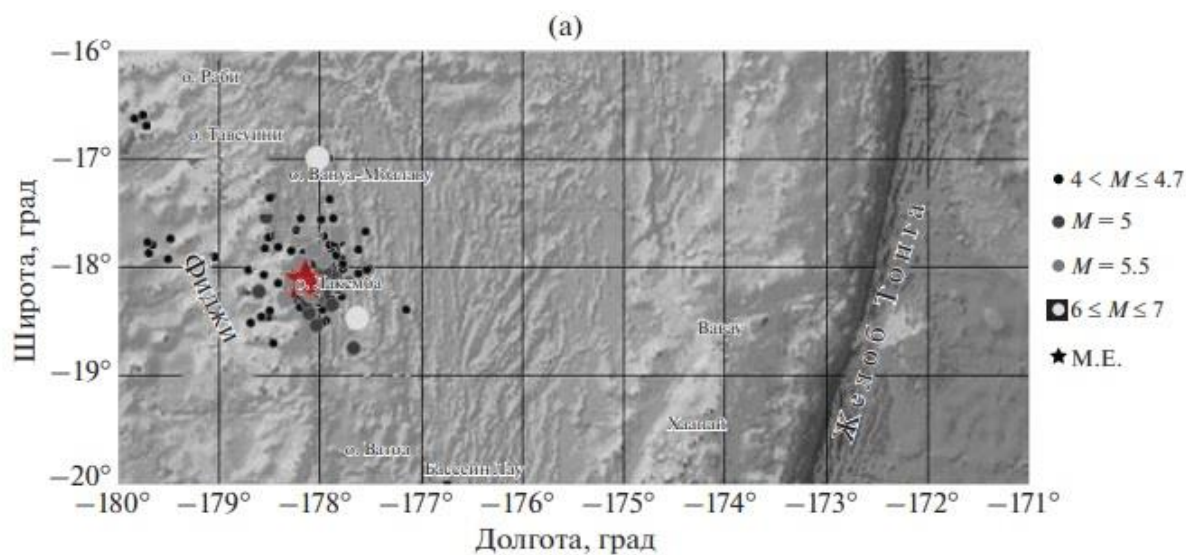 (а)
−16°
−17°
−18°
−19°
−20°
Широта, град
о. Раби
о. Тавеуни
о. Вануа-Мбалаву
Фиджи
о. Лакемба
Вавау
Хаапай
о. Ватоа
Бассейн Лау
Желоб Тонга
−180°
−179°
−178°
−177°
−176°
−175°
−174°
−173°
−172°
−171°
Долгота, град
4 < M ≤ 4.7
M = 5
M = 5.5
6 ≤ M ≤ 7
М.Е.